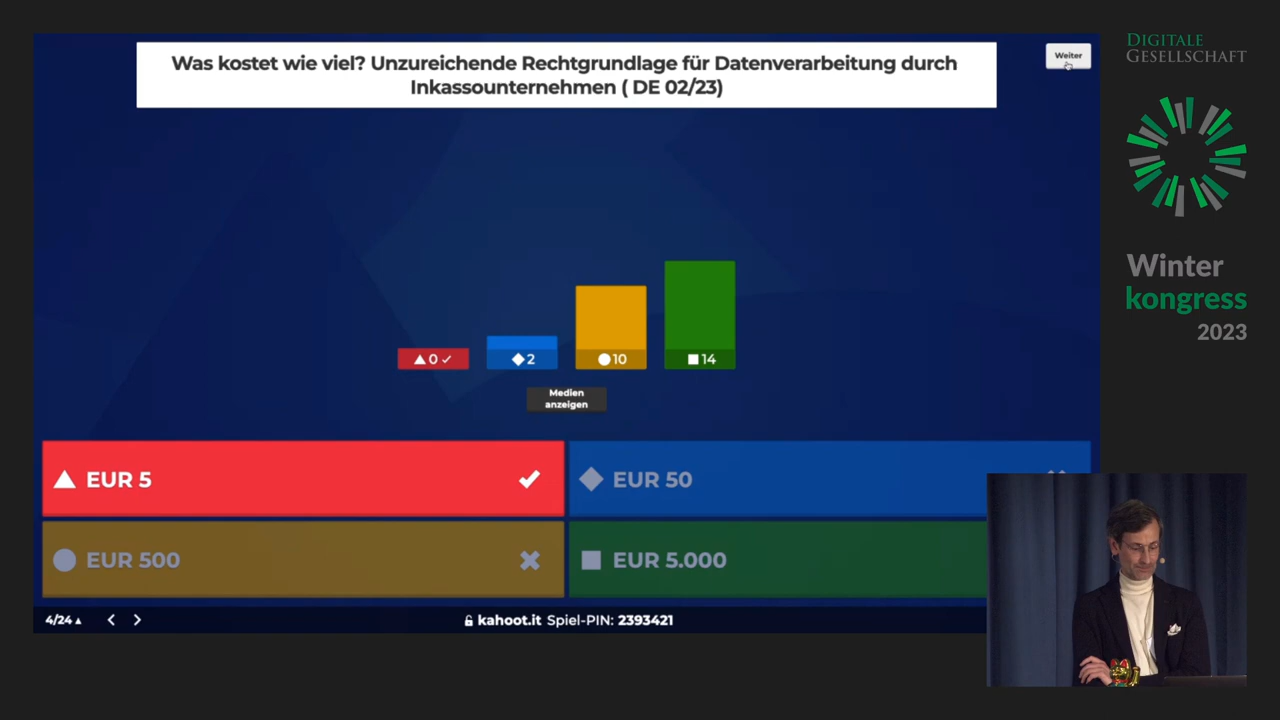 Was kostet wie viel? Unzureichende Rechtgrundlage für Datenverarbeitung durch
Inkassounternehmen ( DE 02/23)
Weiter
DIGITALE
GESELLSCHAFT
Winter
kongress
2023
0
2
10
14
Medien
anzeigen
EUR 5
EUR 50
EUR 500
EUR 5.000
4/24
kahoot.it Spiel-PIN: 2393421